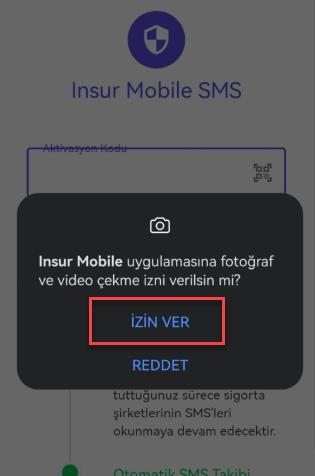 Insur Mobile SMS
Aktivasyon Kodu
Insur Mobile uygulamasına fotoğraf
ve video çekme izni verilsin mi?
İZİN VER
REDDET
tuttuğunuz sürece sigorta
şirketlerinin SMS'leri
okunmaya devam edecektir.
Otomatik SMS Takibi